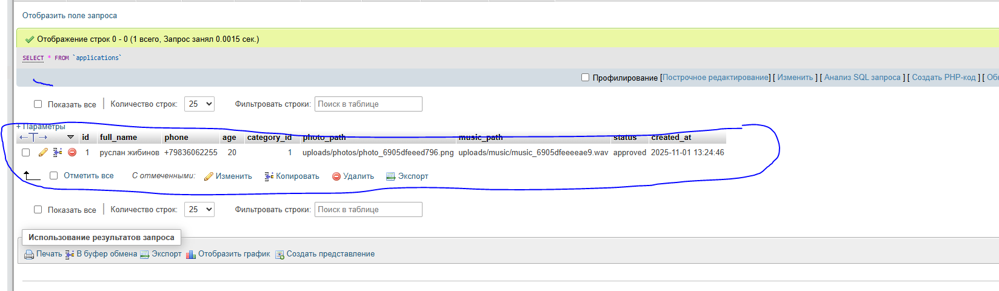 Отобразить поле запроса
Отображение строк 0 - 0 (1 всего, Запрос занял 0.0015 сек.)
SELECT * FROM `applications`
Профилирование [Построчное редактирование] [ Изменить ] [ Анализ SQL запроса ] [ Создать PHP-код ] [
Показать все | Количество строк: 25 Фильтровать строки: Поиск в таблице
+ Параметры
←T→ id full_name phone age category_id photo_path music_path status created_at
1 руслан жибинов +79836062255 20 1 uploads/photos/photo_6905dfeeed796.png uploads/music/music_6905dfeeeeae9.wav approved 2025-11-01 13:24:46
Отметить все С отмеченными: Изменить Копировать Удалить Экспорт
Показать все | Количество строк: 25 Фильтровать строки: Поиск в таблице
Использование результатов запроса
Печать В буфер обмена Экспорт Отобразить график Создать представление